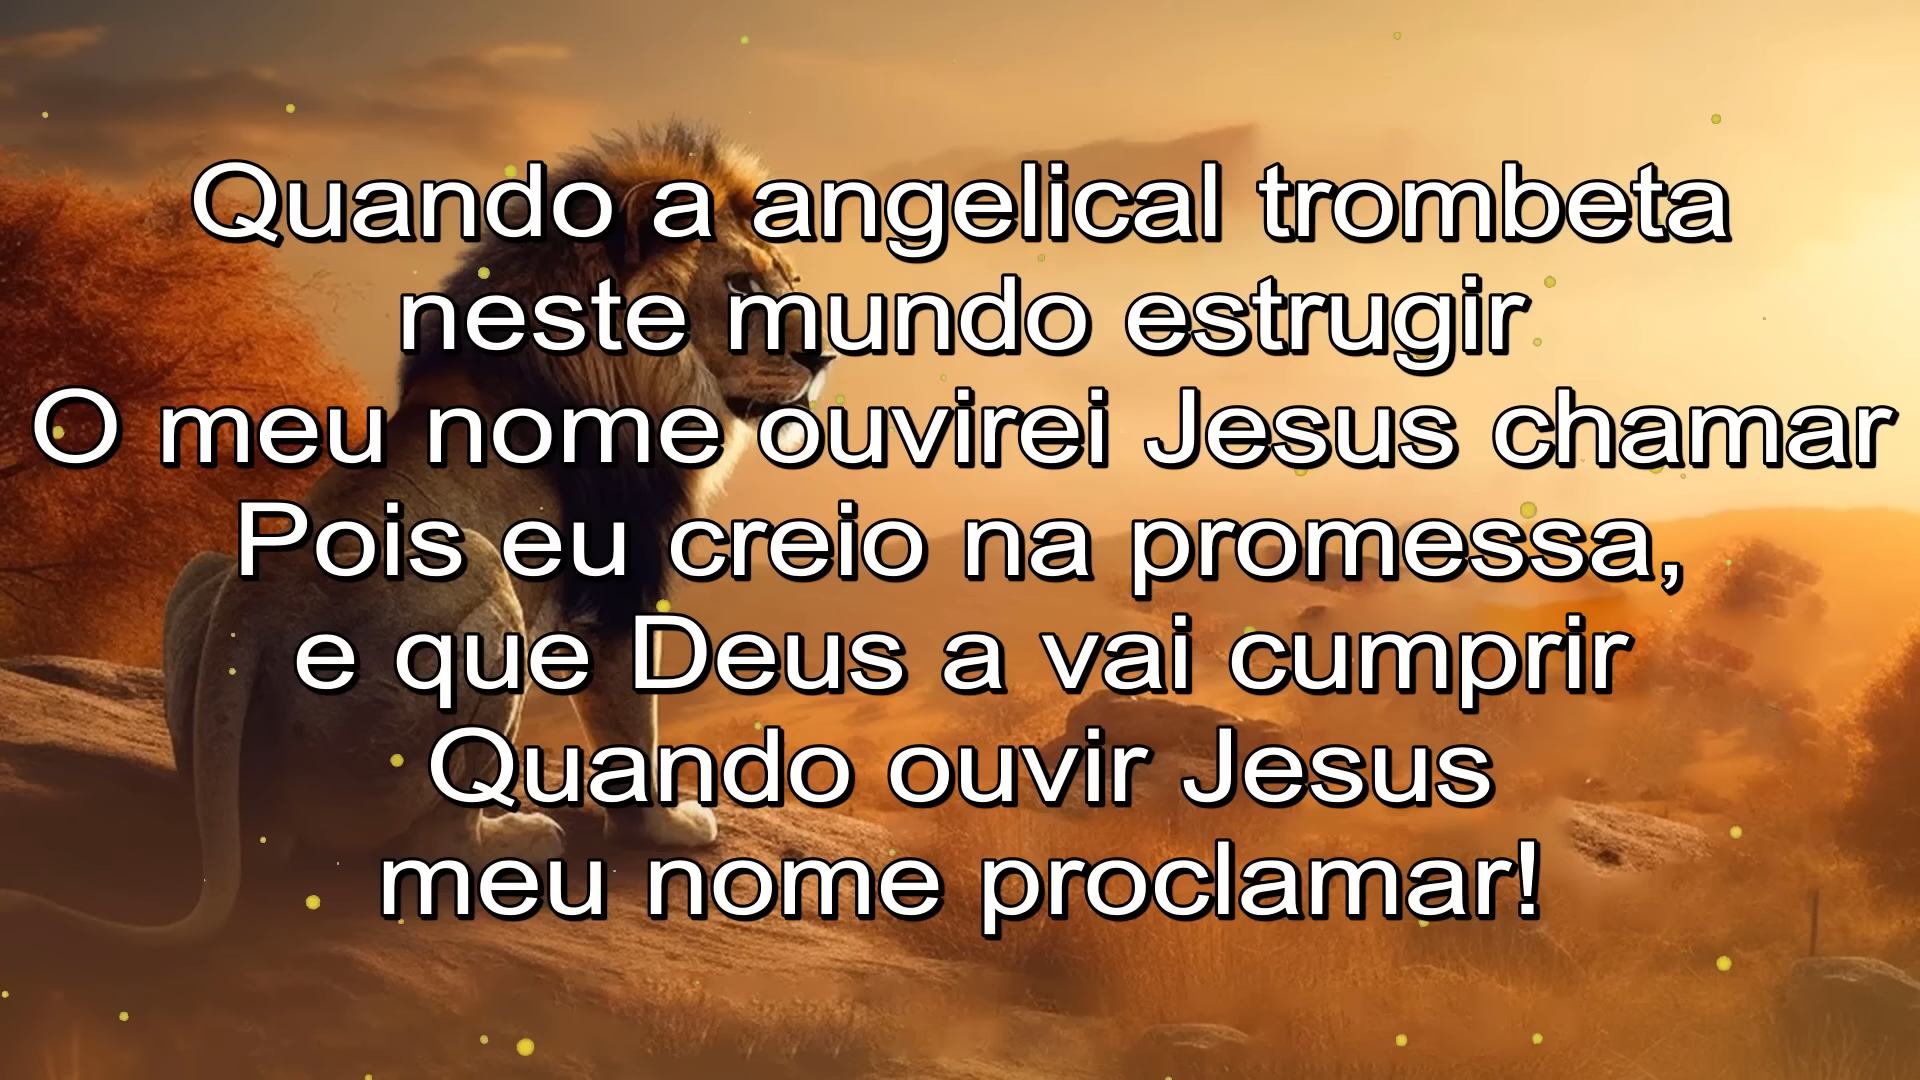 Quando a angelical trombeta
neste mundo estrugir
O meu nome ouvirei Jesus chamar
Pois eu creio na promessa,
e que Deus a vai cumprir
Quando ouvir Jesus
meu nome proclamar!